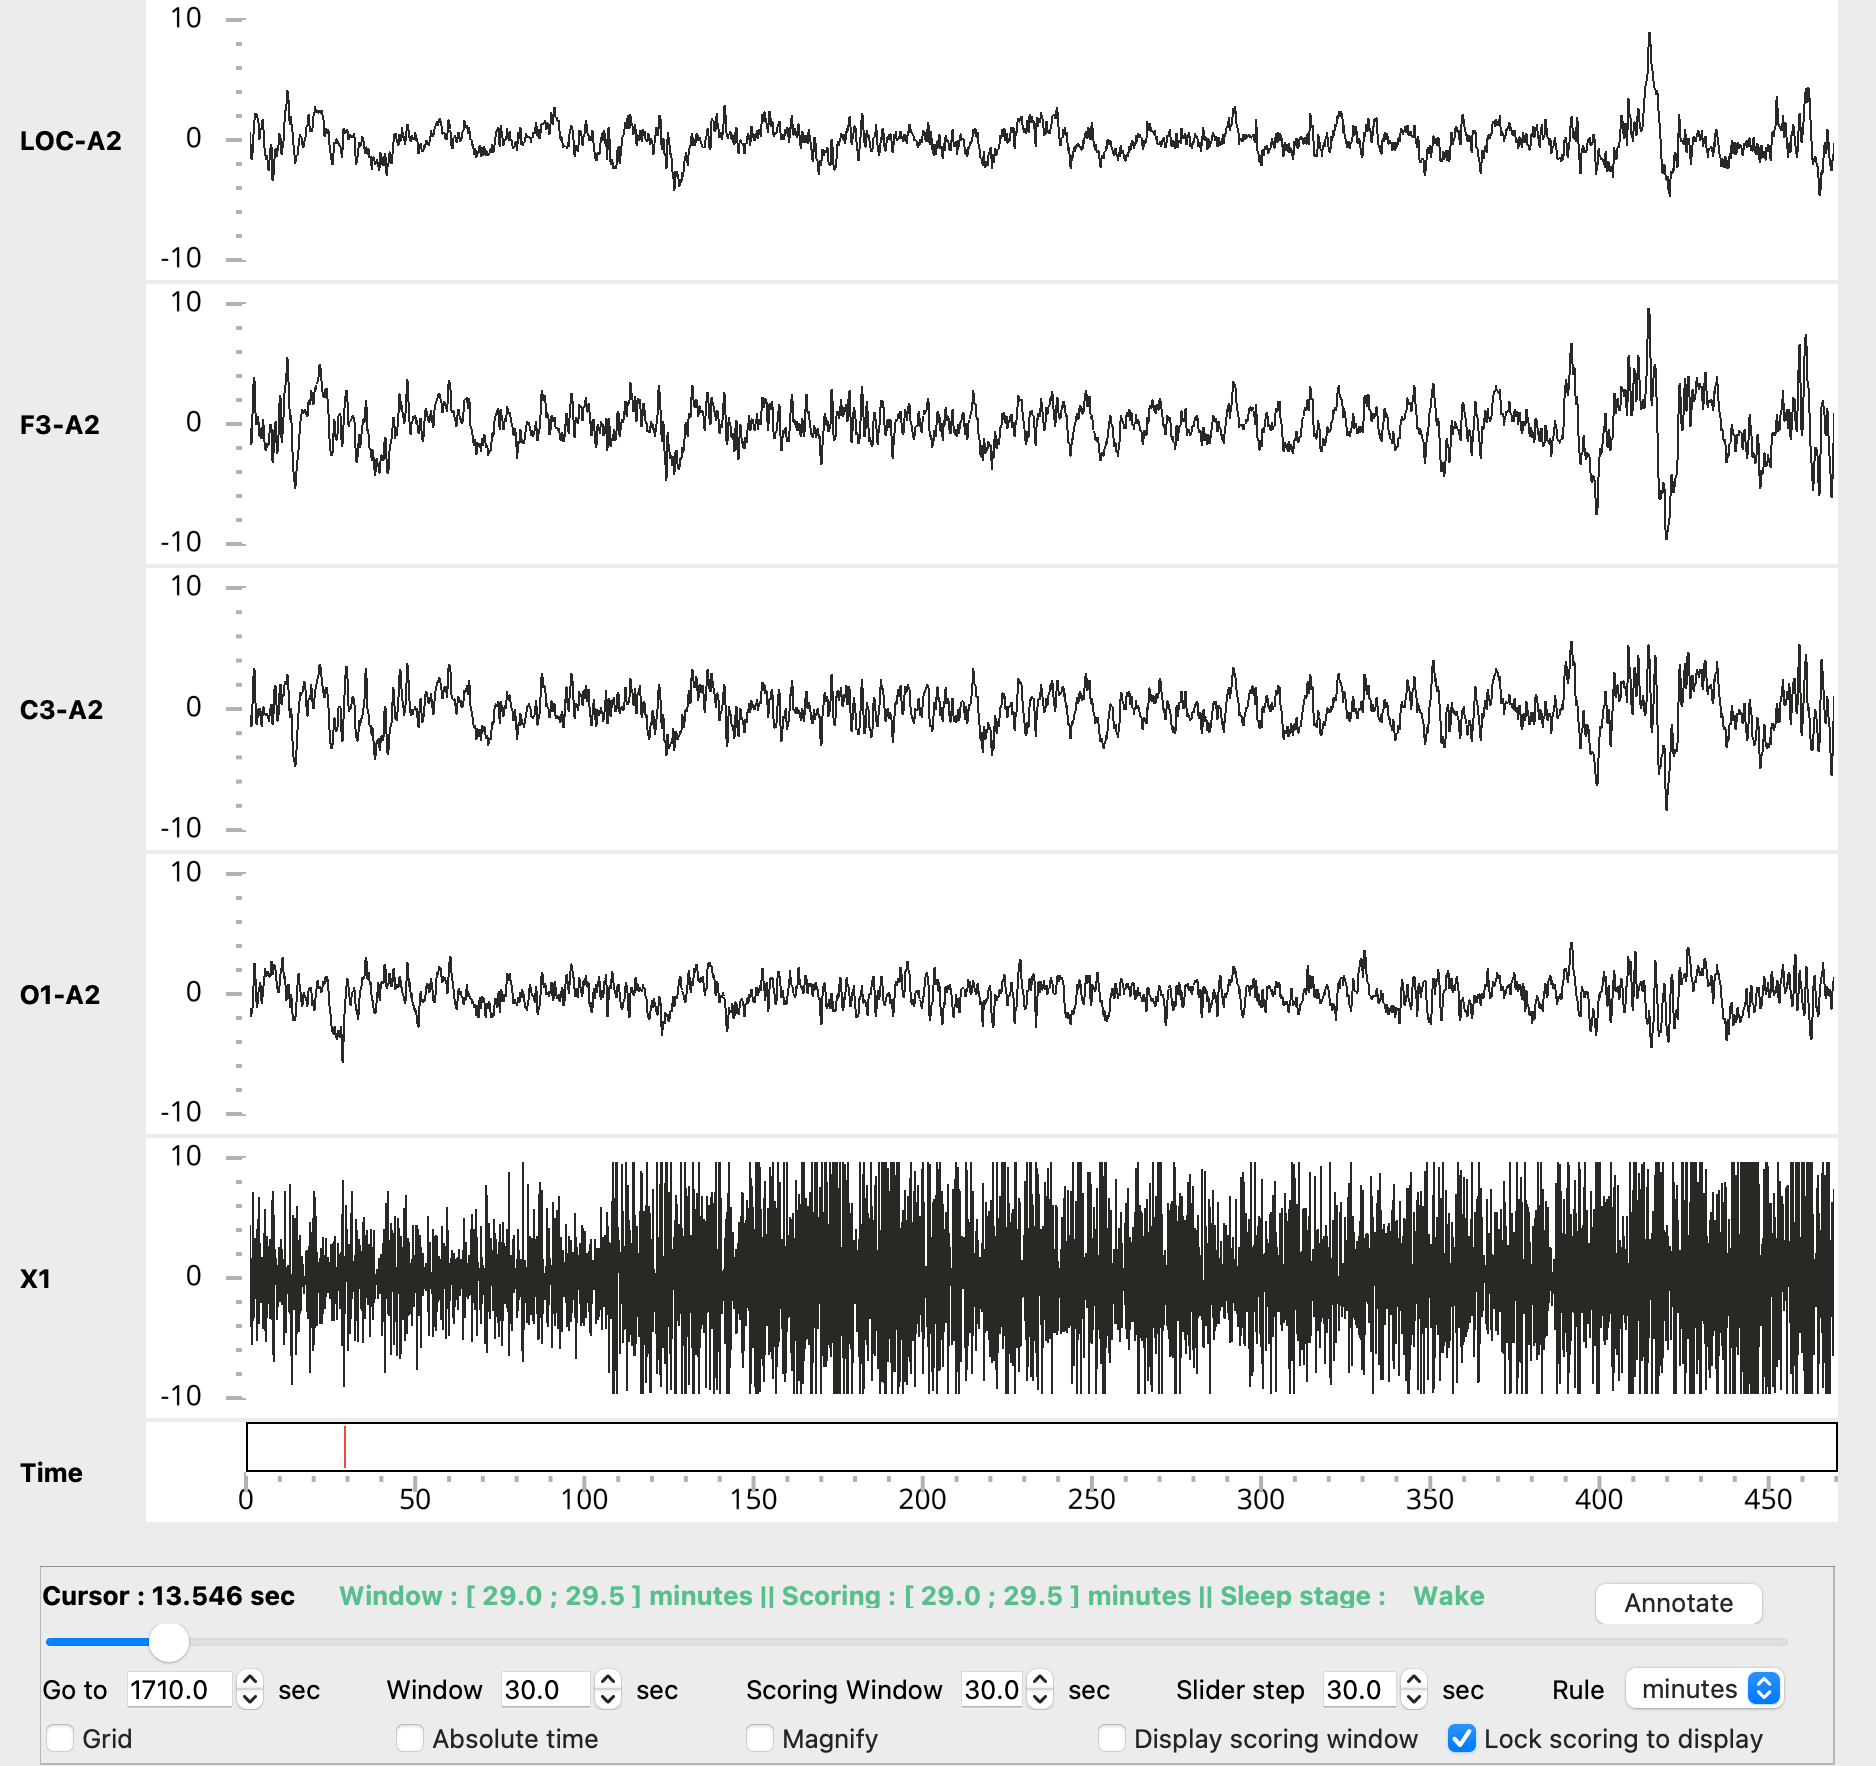 10
LOC-A2
0
-10
10
F3-A2
0
-10
10
C3-A2
0
-10
10
O1-A2
0
-10
10
X1
0
-10
Time
0 50 100 150 200 250 300 350 400 450
Cursor : 13.546 sec Window : [ 29.0 ; 29.5 ] minutes || Scoring : [ 29.0 ; 29.5 ] minutes || Sleep stage : Wake Annotate
Go to 1710.0 sec Window 30.0 sec Scoring Window 30.0 sec Slider step 30.0 sec Rule minutes
Grid Absolute time Magnify Display scoring window Lock scoring to display